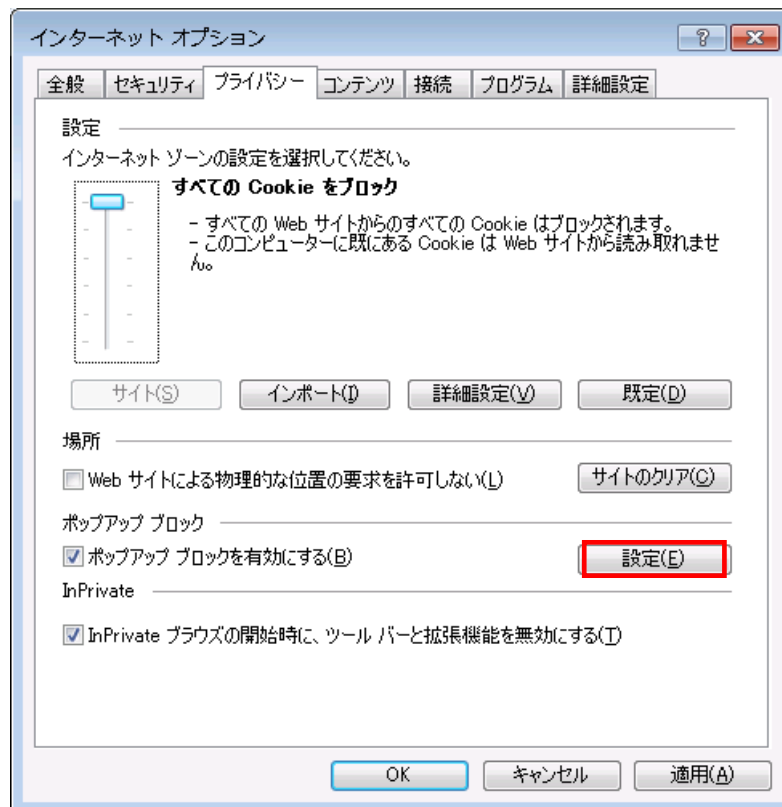 インターネット オプション
全般 セキュリティ プライバシー コンテンツ 接続 プログラム 詳細設定
設定
インターネット ゾーンの設定を選択してください。
すべての Cookie をブロック
- すべての Web サイトからのすべての Cookie はブロックされます。
- このコンピューターに既にある Cookie は Web サイトから読み取れませ
ん。
サイト(S) インポート(I) 詳細設定(V) 既定(D)
場所
Web サイトによる物理的な位置の要求を許可しない(L) サイトのクリア(C)
ポップアップ ブロック
ポップアップ ブロックを有効にする(B) 設定(E)
InPrivate
InPrivate ブラウズの開始時に、ツール バーと拡張機能を無効にする(T)
OK キャンセル 適用(A)